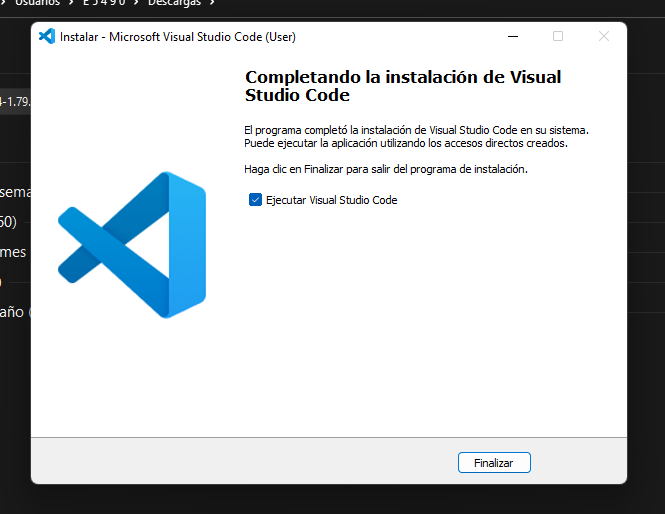 Usuarios > E 5 4 9 0 > Descargas >
Instalar - Microsoft Visual Studio Code (User)
Completando la instalación de Visual
Studio Code
4-1.79.
El programa completó la instalación de Visual Studio Code en su sistema.
Puede ejecutar la aplicación utilizando los accesos directos creados.
Haga clic en Finalizar para salir del programa de instalación.
Ejecutar Visual Studio Code
sema
60)
mes
)
año (
Finalizar